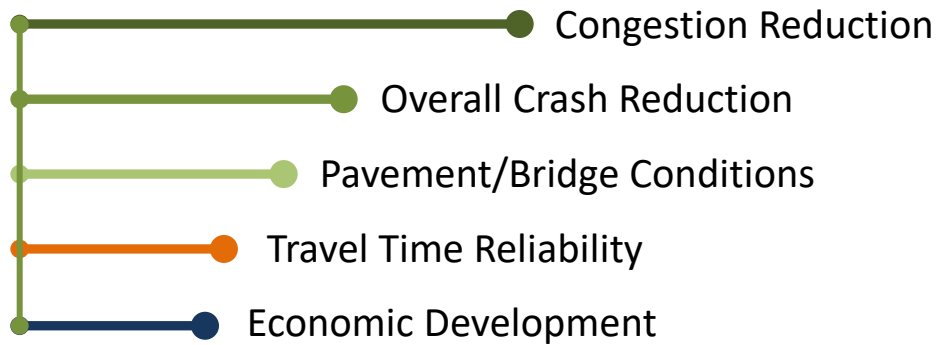 Congestion Reduction
Overall Crash Reduction
Pavement/Bridge Conditions
Travel Time Reliability
Economic Development